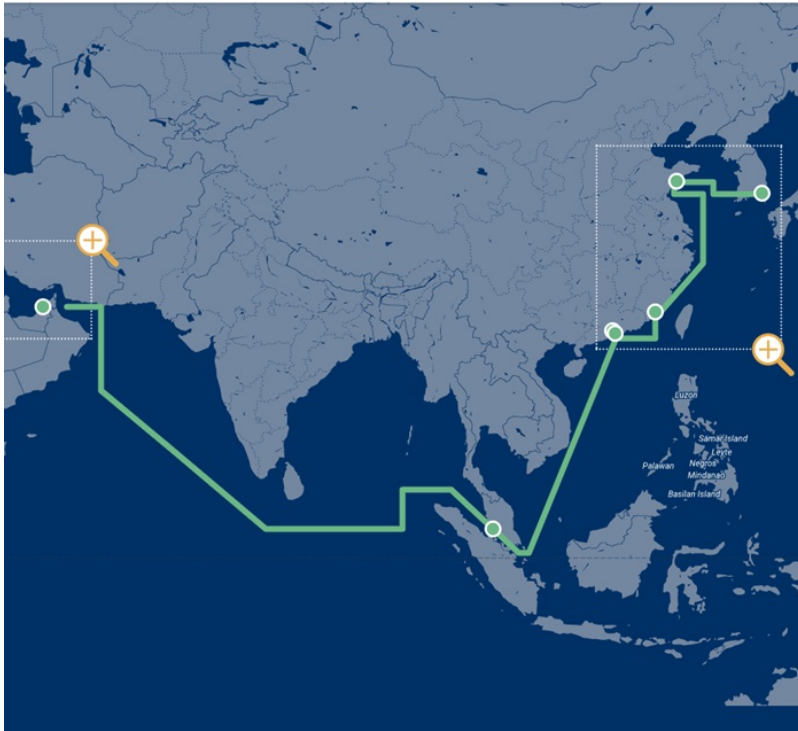 Luzon
Samar Island
Leyte
Palawan
Negros
Mindanao
Basilan Island